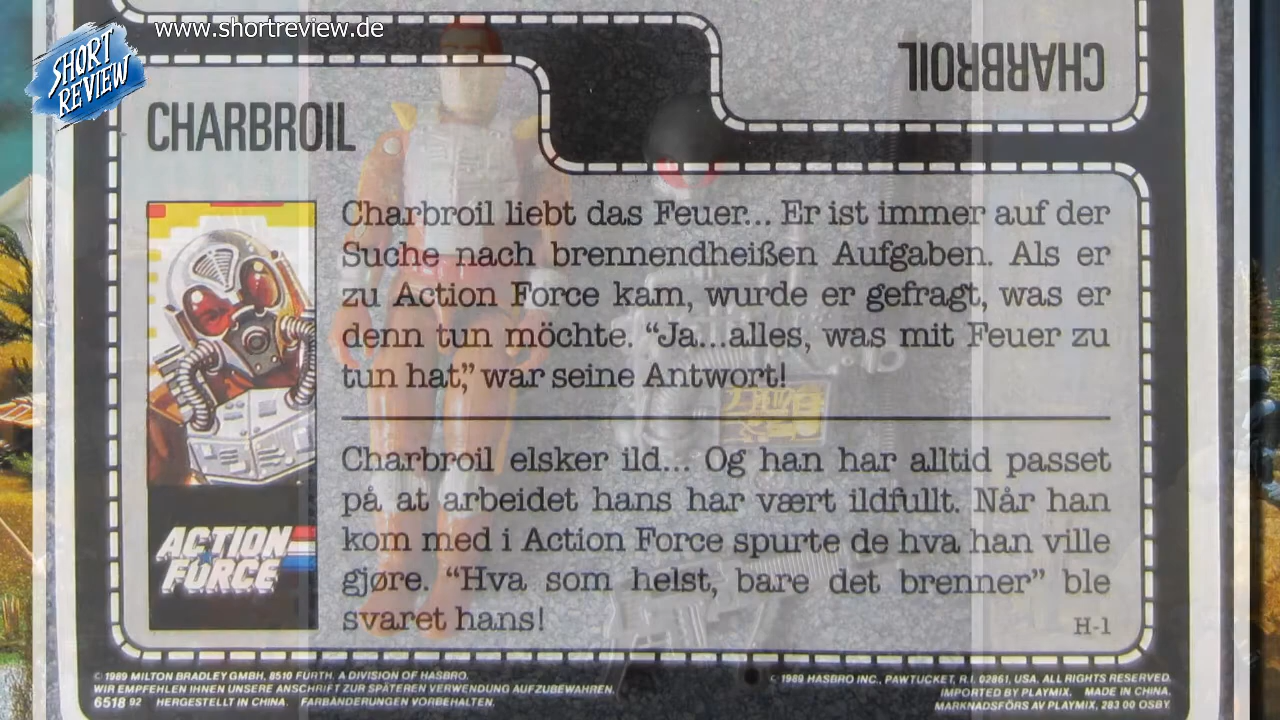 www.shortreview.de
SHORT
REVIEW
CHARBROIL
CHARBROIL
Charbroil liebt das Feuer... Er ist immer auf der
Suche nach brennendheißen Aufgaben. Als er
zu Action Force kam, wurde er gefragt, was er
denn tun möchte. “Ja...alles, was mit Feuer zu
tun hat,” war seine Antwort!
Charbroil elsker ild... Og han har alltid passet
på at arbeidet hans har vært ildfullt. Når han
kom med i Action Force spurte de hva han ville
gjøre. “Hva som helst, bare det brenner” ble
svaret hans!
H-1
ACTION
FORCE
© 1989 MILTON BRADLEY GMBH, 8510 FÜRTH. A DIVISION OF HASBRO.
WIR EMPFEHLEN IHNEN UNSERE ANSCHRIFT ZUR SPÄTEREN VERWENDUNG AUFZUBEWAHREN.
6518 92 HERGESTELLT IN CHINA. FARBÄNDERUNGEN VORBEHALTEN.
© 1989 HASBRO INC., PAWTUCKET, R.I. 02861, USA. ALL RIGHTS RESERVED.
IMPORTED BY PLAYMIX. MADE IN CHINA.
MARKNADSFÖRS AV PLAYMIX, 283 00 OSBY.